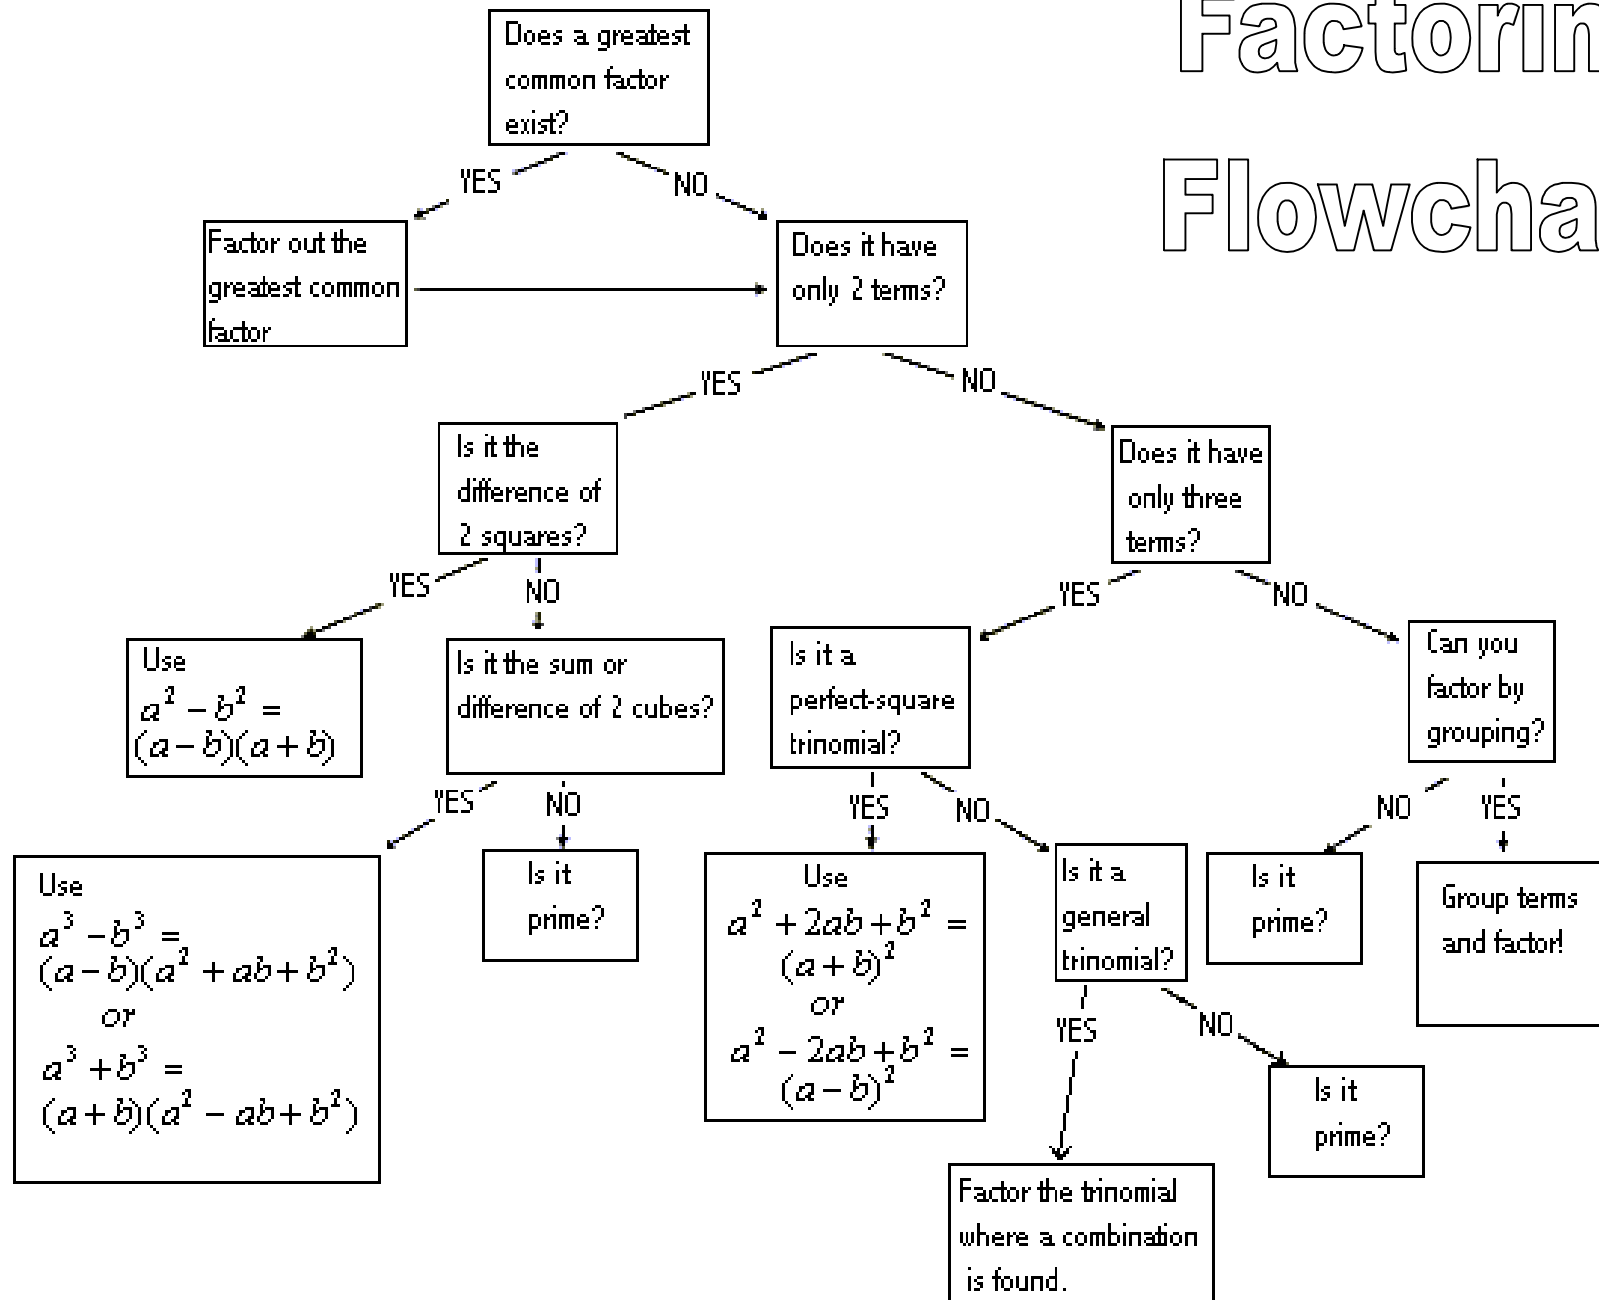 Factorin
Flowcha
Does a greatest
common factor
exist?
YES
NO
Factor out the
greatest common
factor
Does it have
only 2 terms?
YES
NO
Is it the
difference of
2 squares?
Does it have
only three
terms?
YES
NO
YES
NO
Use
a² − b² =
(a − b)(a + b)
Is it the sum or
difference of 2 cubes?
Is it a
perfect-square
trinomial?
Can you
factor by
grouping?
YES
NO
YES
NO
NO
YES
Use
a³ − b³ =
(a − b)(a² + ab + b²)
or
a³ + b³ =
(a + b)(a² − ab + b²)
Is it
prime?
Use
a² + 2ab + b² =
(a + b)²
or
a² − 2ab + b² =
(a − b)²
Is it a
general
trinomial?
Is it
prime?
Group terms
and factor!
YES
NO
Is it
prime?
Factor the trinomial
where a combination
is found.